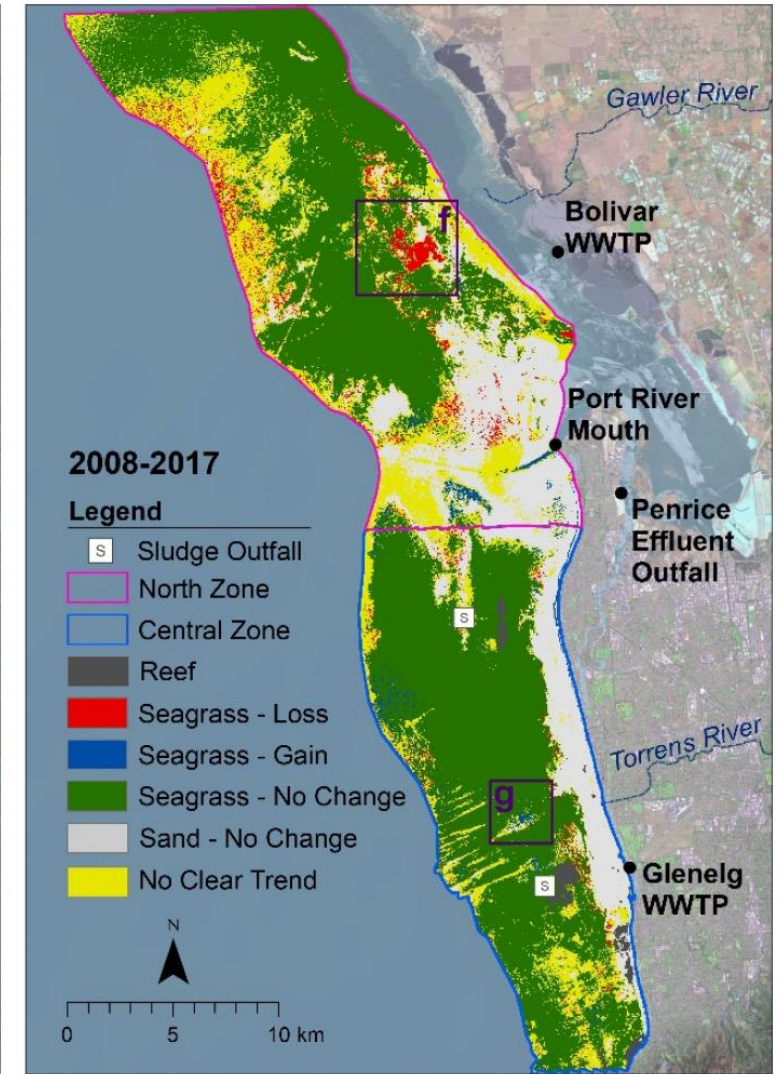 Gawler River
f
Bolivar
WWTP
Port River
Mouth
Penrice
Effluent
Outfall
2008-2017
Legend
S Sludge Outfall
North Zone
Central Zone
Reef
Seagrass - Loss
Seagrass - Gain
Seagrass - No Change
Sand - No Change
No Clear Trend
S
Torrens River
g
S
Glenelg
WWTP
N
0 5 10 km